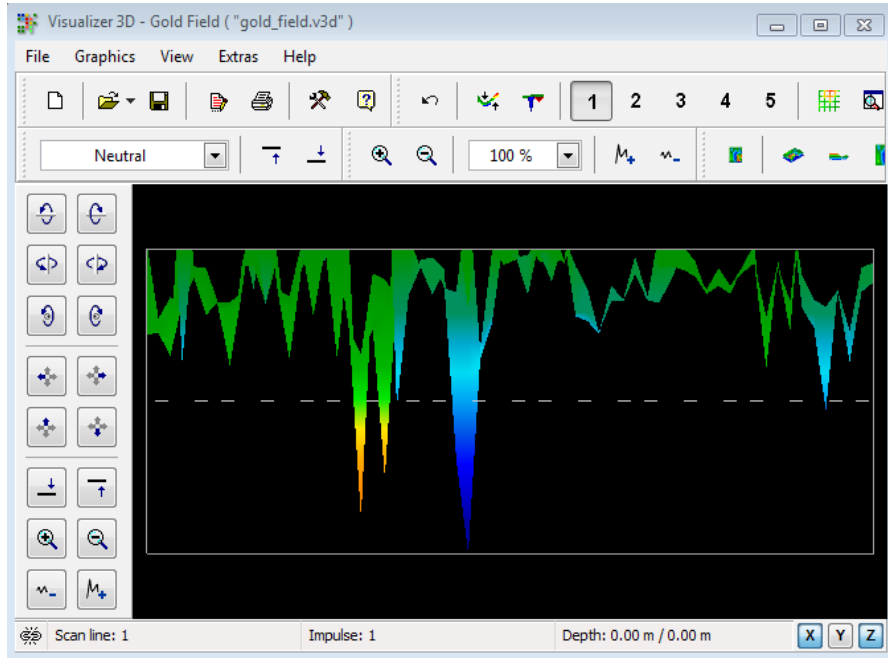 Visualizer 3D - Gold Field ( "gold_field.v3d" )
File Graphics View Extras Help
1 2 3 4 5
Neutral 100 %
Scan line: 1 Impulse: 1 Depth: 0.00 m / 0.00 m X Y Z